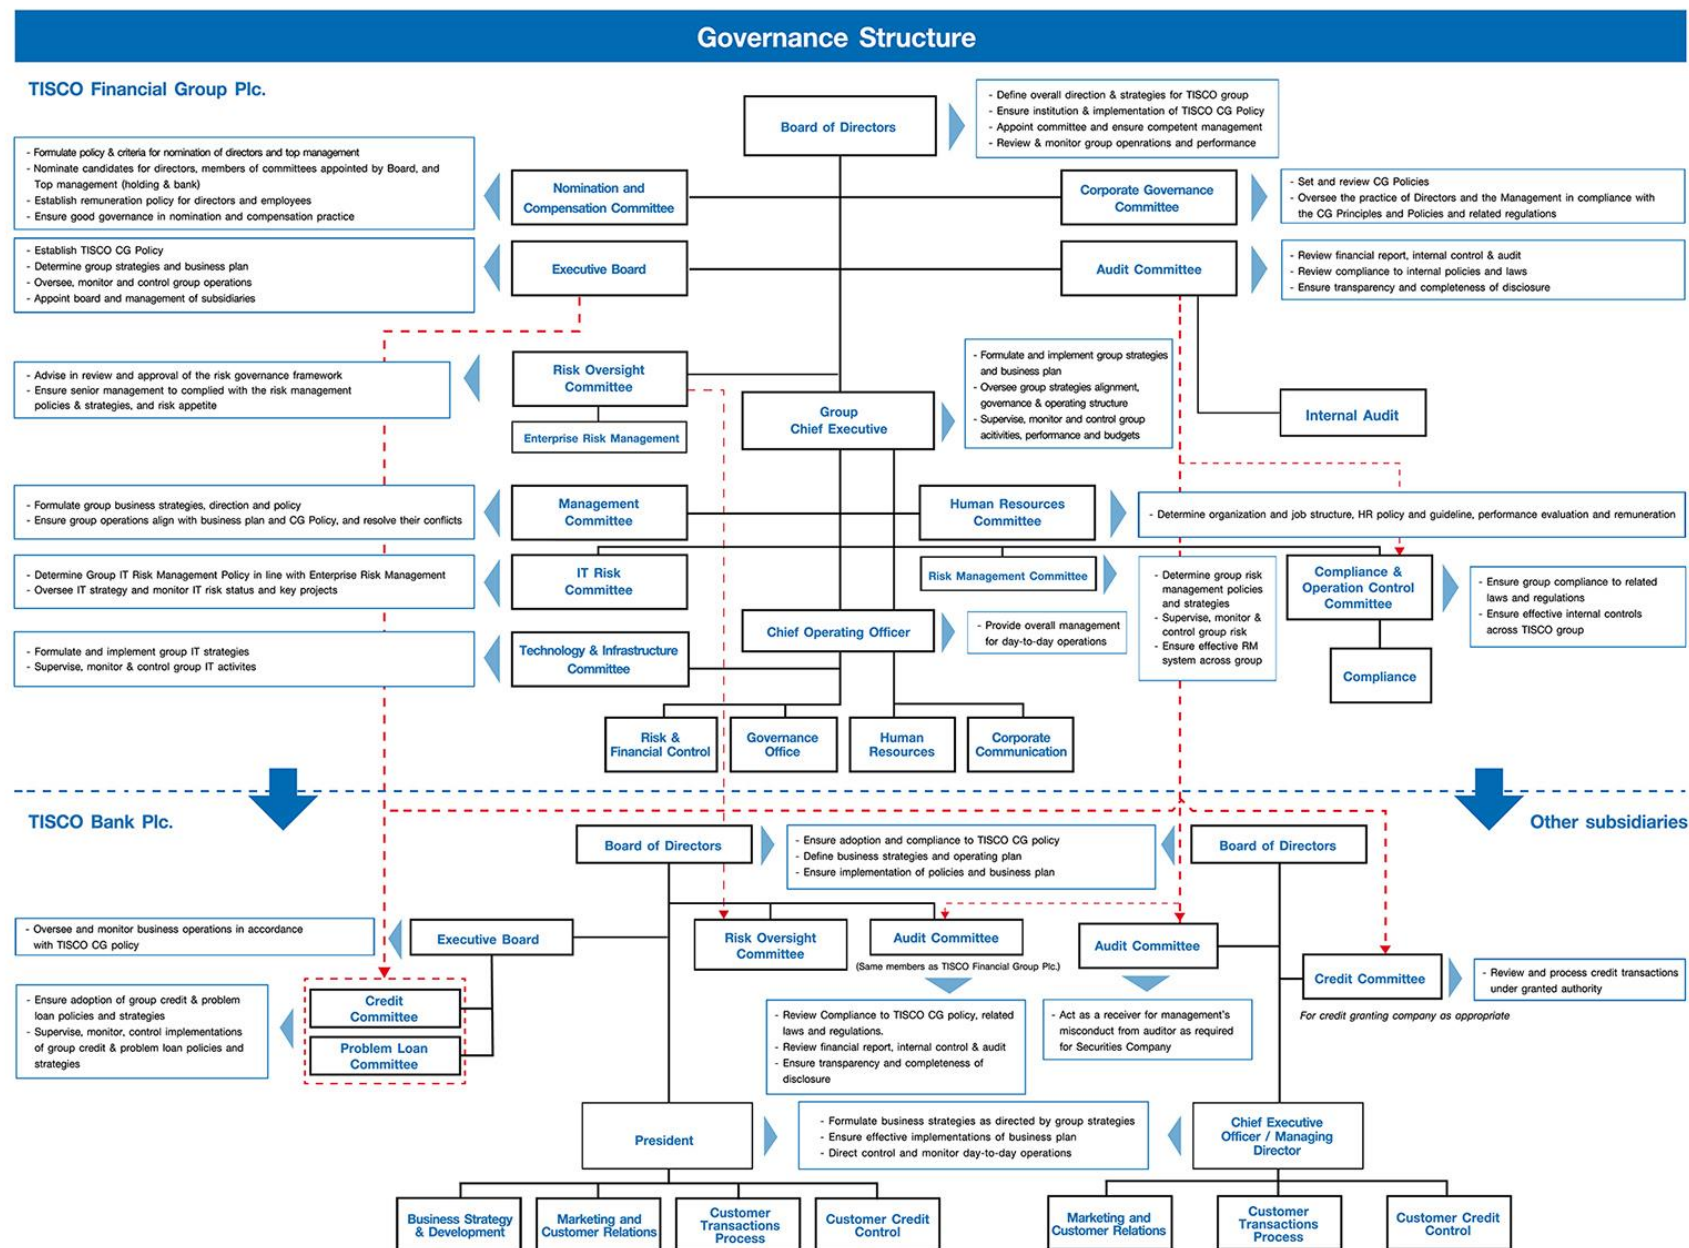 Governance Structure
TISCO Financial Group Plc.
Board of Directors
- Define overall direction & strategies for TISCO group
- Ensure institution & implementation of TISCO CG Policy
- Appoint committee and ensure competent management
- Review & monitor group operations and performance
- Formulate policy & criteria for nomination of directors and top management
- Nominate candidates for directors, members of committees appointed by Board, and
Top management (holding & bank)
- Establish remuneration policy for directors and employees
- Ensure good governance in nomination and compensation practice
Nomination and
Compensation Committee
Corporate Governance
Committee
- Set and review CG Policies
- Oversee the practice of Directors and the Management in compliance with
the CG Principles and Policies and related regulations
- Establish TISCO CG Policy
- Determine group strategies and business plan
- Oversee, monitor and control group operations
- Appoint board and management of subsidiaries
Executive Board
Audit Committee
- Review financial report, internal control & audit
- Review compliance to internal policies and laws
- Ensure transparency and completeness of disclosure
- Advise in review and approval of the risk governance framework
- Ensure senior management to complied with the risk management
policies & strategies, and risk appetite
Risk Oversight
Committee
Enterprise Risk Management
Group
Chief Executive
- Formulate and implement group strategies
and business plan
- Oversee group strategies alignment,
governance & operating structure
- Supervise, monitor and control group
acitivities, performance and budgets
Internal Audit
- Formulate group business strategies, direction and policy
- Ensure group operations align with business plan and CG Policy, and resolve their conflicts
Management
Committee
Human Resources
Committee
- Determine organization and job structure, HR policy and guideline, performance evaluation and remuneration
- Determine Group IT Risk Management Policy in line with Enterprise Risk Management
- Oversee IT strategy and monitor IT risk status and key projects
IT Risk
Committee
Risk Management Committee
- Determine group risk
management policies
and strategies
- Supervise, monitor &
control group risk
- Ensure effective RM
system across group
Compliance &
Operation Control
Committee
- Ensure group compliance to related
laws and regulations
- Ensure effective internal controls
across TISCO group
Chief Operating Officer
- Provide overall management
for day-to-day operations
- Formulate and implement group IT strategies
- Supervise, monitor & control group IT activites
Technology & Infrastructure
Committee
Compliance
Risk &
Financial Control
Governance
Office
Human
Resources
Corporate
Communication
TISCO Bank Plc.
Other subsidiaries
Board of Directors
- Ensure adoption and compliance to TISCO CG policy
- Define business strategies and operating plan
- Ensure implementation of policies and business plan
Board of Directors
- Oversee and monitor business operations in accordance
with TISCO CG policy
Executive Board
Risk Oversight
Committee
Audit Committee
(Same members as TISCO Financial Group Plc.)
Audit Committee
Credit Committee
For credit granting company as appropriate
- Review and process credit transactions
under granted authority
- Ensure adoption of group credit & problem
loan policies and strategies
- Supervise, monitor, control implementations
of group credit & problem loan policies and
strategies
Credit
Committee
Problem Loan
Committee
- Review Compliance to TISCO CG policy, related
laws and regulations.
- Review financial report, internal control & audit
- Ensure transparency and completeness of
disclosure
- Act as a receiver for management's
misconduct from auditor as required
for Securities Company
President
- Formulate business strategies as directed by group strategies
- Ensure effective implementations of business plan
- Direct control and monitor day-to-day operations
Chief Executive
Officer / Managing
Director
Business Strategy
& Development
Marketing and
Customer Relations
Customer
Transactions
Process
Customer Credit
Control
Marketing and
Customer Relations
Customer
Transactions
Process
Customer Credit
Control